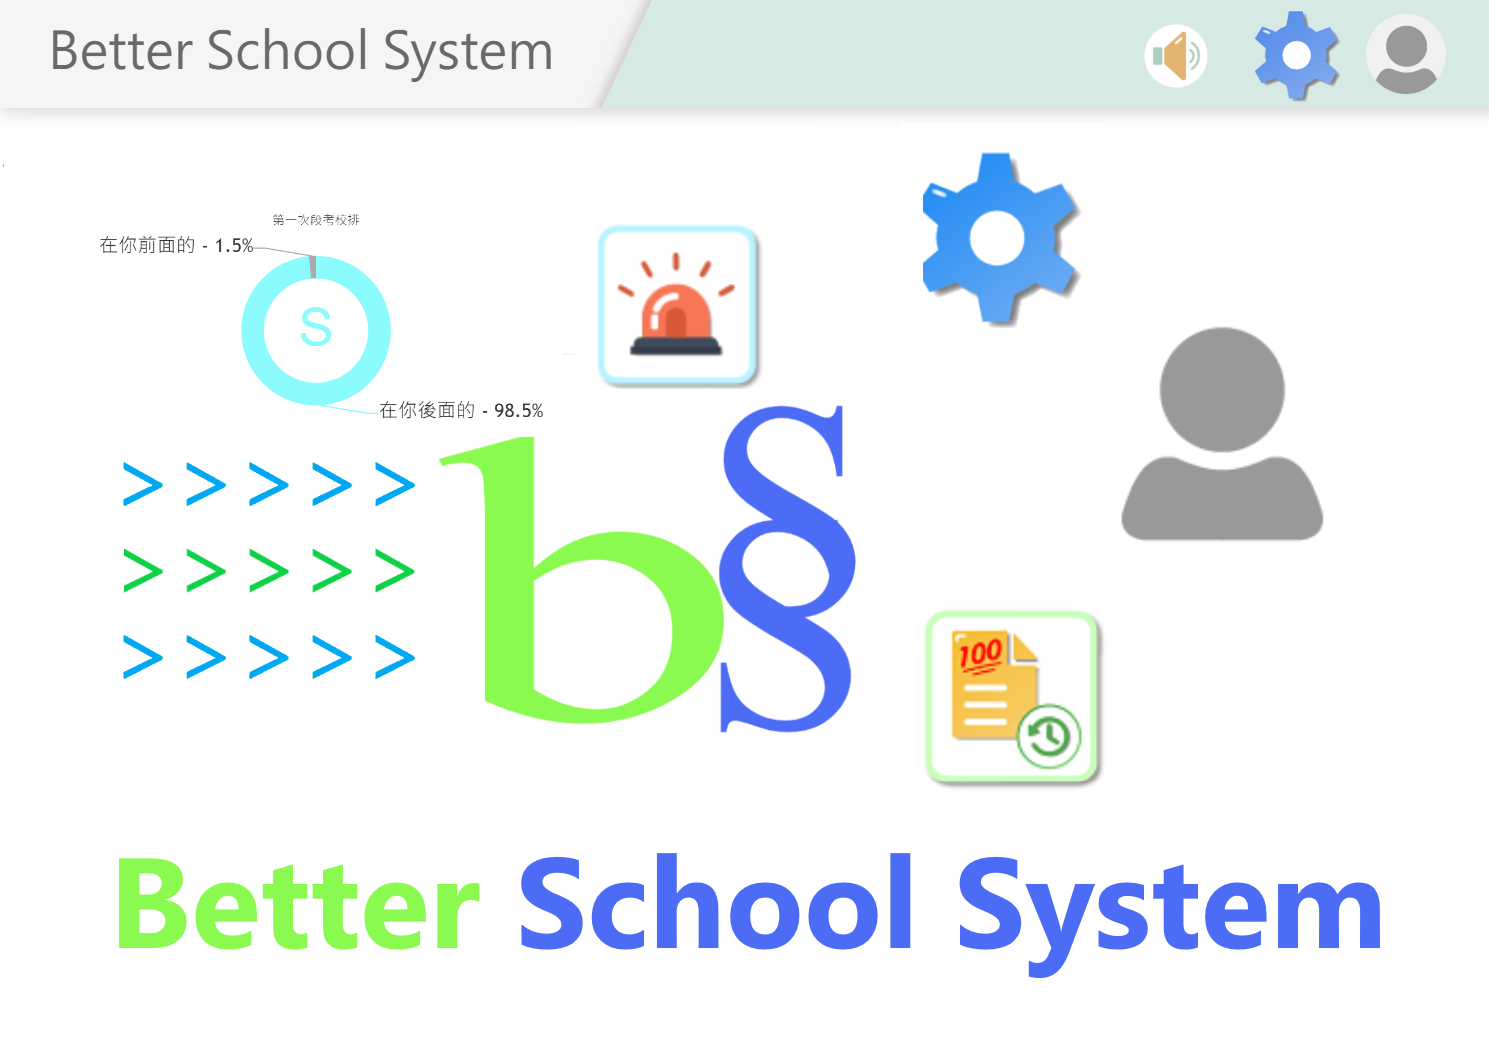 Better School System
第一次段考校排
在你前面的 - 1.5%
S
在你後面的 - 98.5%
> > > > >
> > > > >
> > > > >
b§
100
Better School System